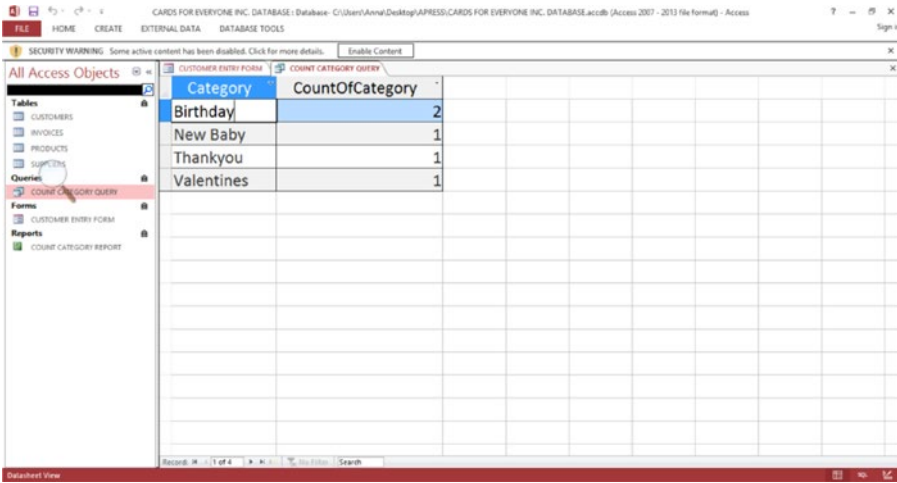 CARDS FOR EVERYONE INC. DATABASE : Database- C:\Users\Anna\Desktop\APRESS\CARDS FOR EVERYONE INC. DATABASE.accdb (Access 2007 - 2013 file format) - Access
FILE HOME CREATE EXTERNAL DATA DATABASE TOOLS Sign i
SECURITY WARNING Some active content has been disabled. Click for more details. Enable Content
All Access Objects
CUSTOMER ENTRY FORM COUNT CATEGORY QUERY
Category CountOfCategory
Birthday 2
New Baby 1
Thankyou 1
Valentines 1
Tables
CUSTOMERS
INVOICES
PRODUCTS
SUPPLIERS
Queries
COUNT CATEGORY QUERY
Forms
CUSTOMER ENTRY FORM
Reports
COUNT CATEGORY REPORT
Record: 1 of 4 No Filter Search
Datasheet View
SQL